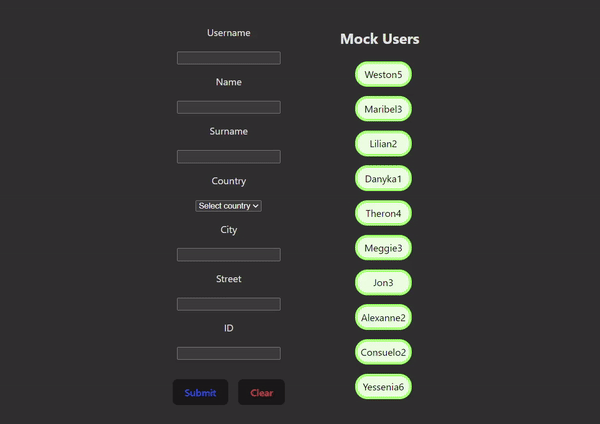 Username
Name
Surname
Country
Select country
City
Street
ID
Submit
Clear
Mock Users
Weston5
Maribel3
Lilian2
Danyka1
Theron4
Meggie3
Jon3
Alexanne2
Consuelo2
Yessenia6